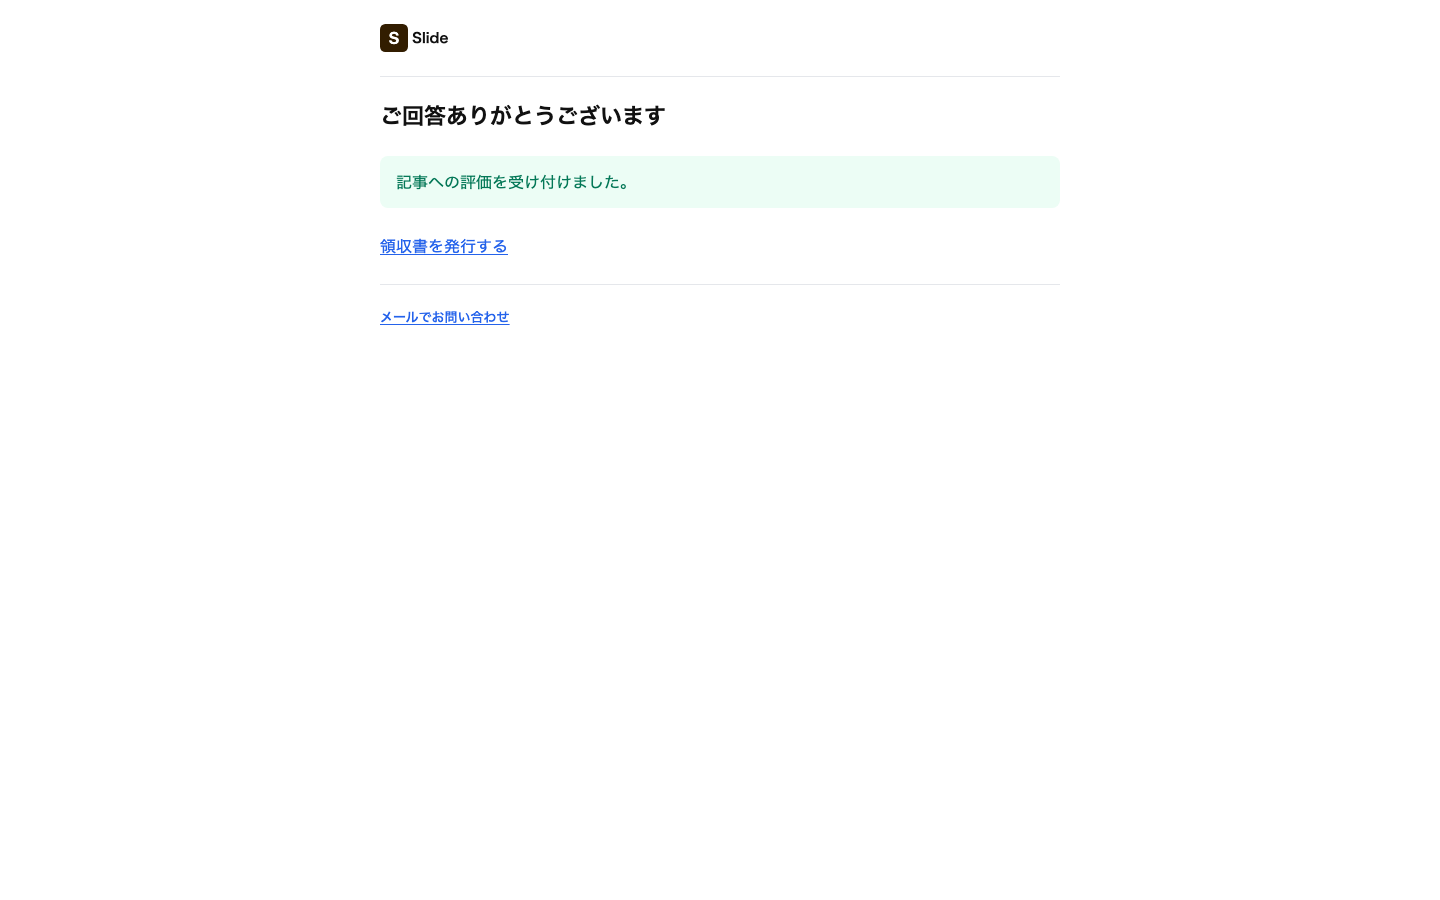 S Slide
ご回答ありがとうございます
記事への評価を受け付けました。
領収書を発行する
メールでお問い合わせ